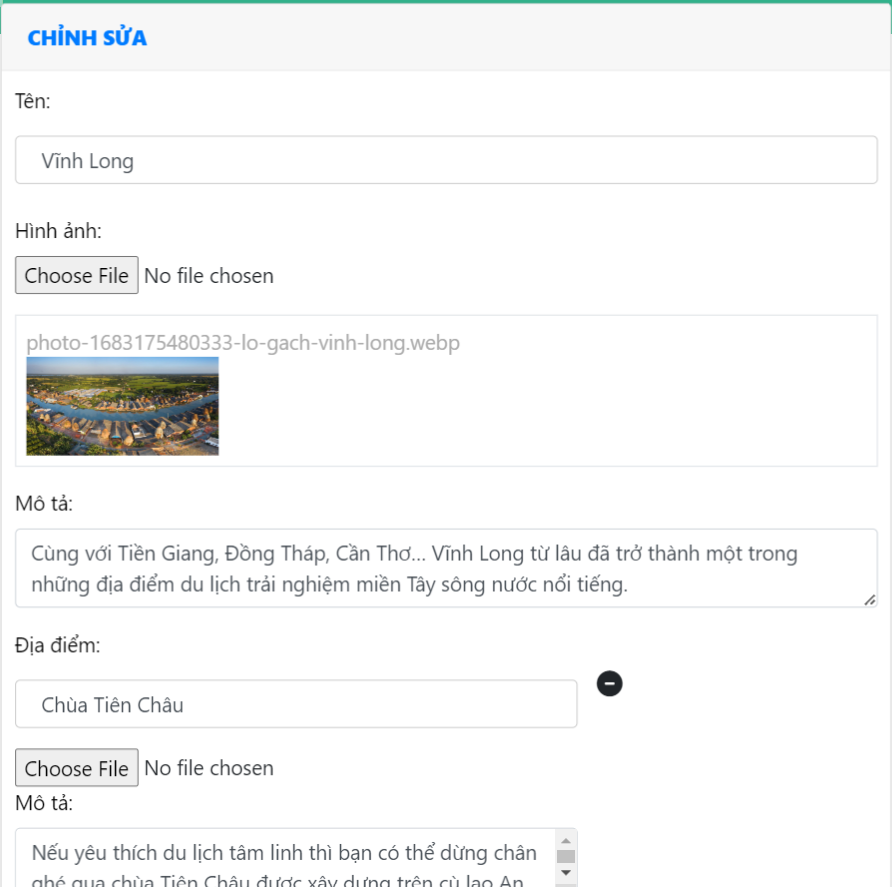 CHỈNH SỬA
Tên:
Vĩnh Long
Hình ảnh:
Choose File No file chosen
photo-1683175480333-lo-gach-vinh-long.webp
Mô tả:
Cùng với Tiền Giang, Đồng Tháp, Cần Thơ... Vĩnh Long từ lâu đã trở thành một trong
những địa điểm du lịch trải nghiệm miền Tây sông nước nổi tiếng.
Địa điểm:
Chùa Tiên Châu
Choose File No file chosen
Mô tả:
Nếu yêu thích du lịch tâm linh thì bạn có thể dừng chân
ghé qua chùa Tiên Châu được xây dựng trên cù lao An